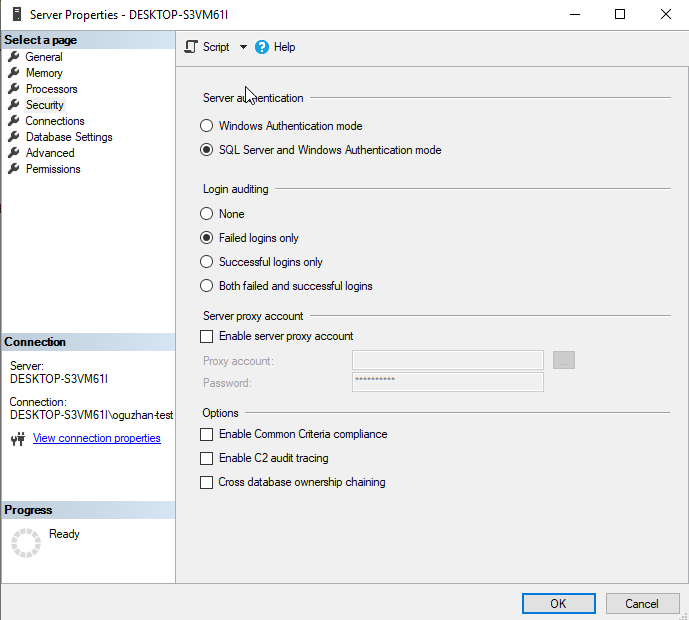 Server Properties - DESKTOP-S3VM61I
Select a page
General
Memory
Processors
Security
Connections
Database Settings
Advanced
Permissions
Script
Help
Server authentication
Windows Authentication mode
SQL Server and Windows Authentication mode
Login auditing
None
Failed logins only
Successful logins only
Both failed and successful logins
Server proxy account
Enable server proxy account
Proxy account:
...
Password:
**********
Options
Enable Common Criteria compliance
Enable C2 audit tracing
Cross database ownership chaining
Connection
Server:
DESKTOP-S3VM61I
Connection:
DESKTOP-S3VM61I\oguzhan-test
View connection properties
Progress
Ready
OK
Cancel